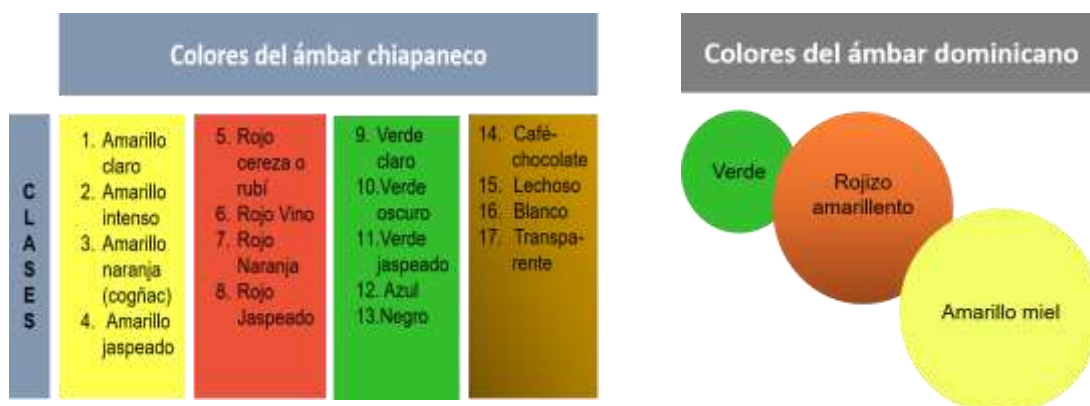 Colores del ámbar chiapaneco
C
L
A
S
E
S
1. Amarillo
claro
2. Amarillo
intenso
3. Amarillo
naranja
(cogñac)
4. Amarillo
jaspeado
5. Rojo
cereza o
rubí
6. Rojo Vino
7. Rojo
Naranja
8. Rojo
Jaspeado
9. Verde
claro
10.Verde
oscuro
11.Verde
jaspeado
12. Azul
13.Negro
14. Café-
chocolate
15. Lechoso
16. Blanco
17. Transpa-
rente
Colores del ámbar dominicano
Verde
Rojizo
amarillento
Amarillo miel